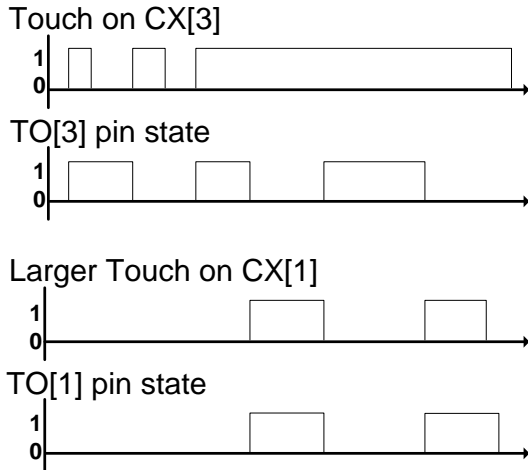 Touch on CX[3]
1
0
TO[3] pin state
1
0
Larger Touch on CX[1]
1
0
TO[1] pin state
1
0